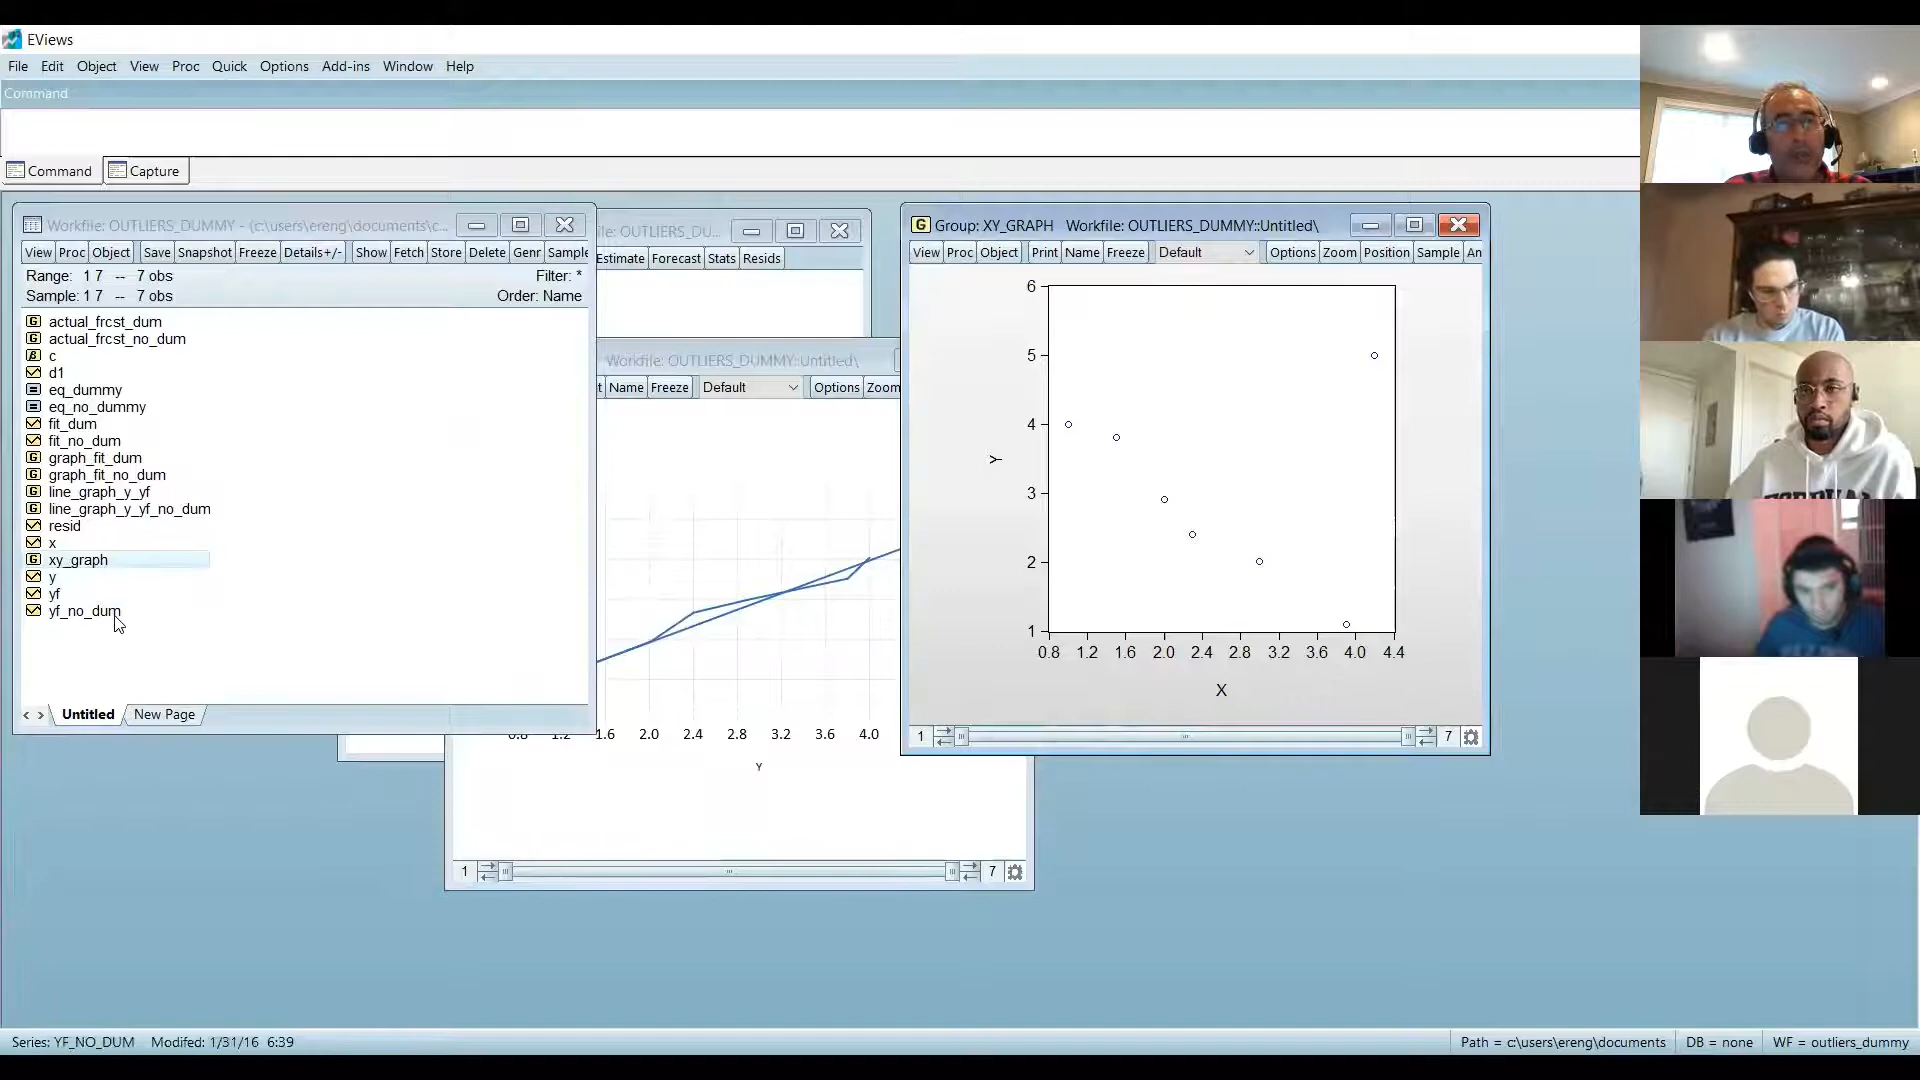 EViews
File Edit Object View Proc Quick Options Add-ins Window Help
Command
Command Capture
Workfile: OUTLIERS_DUMMY - (c:\users\ereng\documents\c...
View Proc Object Save Snapshot Freeze Details+/- Show Fetch Store Delete Genr Sample
Range: 1 7 -- 7 obs Filter: *
Sample: 1 7 -- 7 obs Order: Name
actual_frcst_dum
actual_frcst_no_dum
c
d1
eq_dummy
eq_no_dummy
fit_dum
fit_no_dum
graph_fit_dum
graph_fit_no_dum
line_graph_y_yf
line_graph_y_yf_no_dum
resid
x
xy_graph
y
yf
yf_no_dum
Untitled New Page
OUTLIERS_DU...
Estimate Forecast Stats Resids
Workfile: OUTLIERS_DUMMY::Untitled\
Name Freeze Default Options Zoom
1.6 2.0 2.4 2.8 3.2 3.6 4.0
Y
1 7
Group: XY_GRAPH Workfile: OUTLIERS_DUMMY::Untitled\
View Proc Object Print Name Freeze Default Options Zoom Position Sample An
6
5
4
3
2
1
Y
0.8 1.2 1.6 2.0 2.4 2.8 3.2 3.6 4.0 4.4
X
1 7
Series: YF_NO_DUM Modifed: 1/31/16 6:39
Path = c:\users\ereng\documents DB = none WF = outliers_dummy